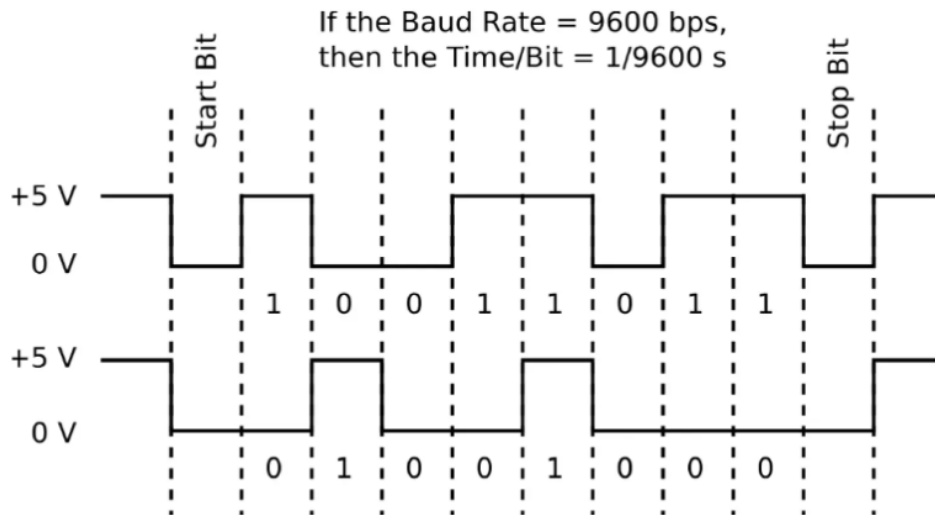 If the Baud Rate = 9600 bps,
then the Time/Bit = 1/9600 s
Start Bit
Stop Bit
+5 V
0 V
1 0 0 1 1 0 1 1
+5 V
0 V
0 1 0 0 1 0 0 0